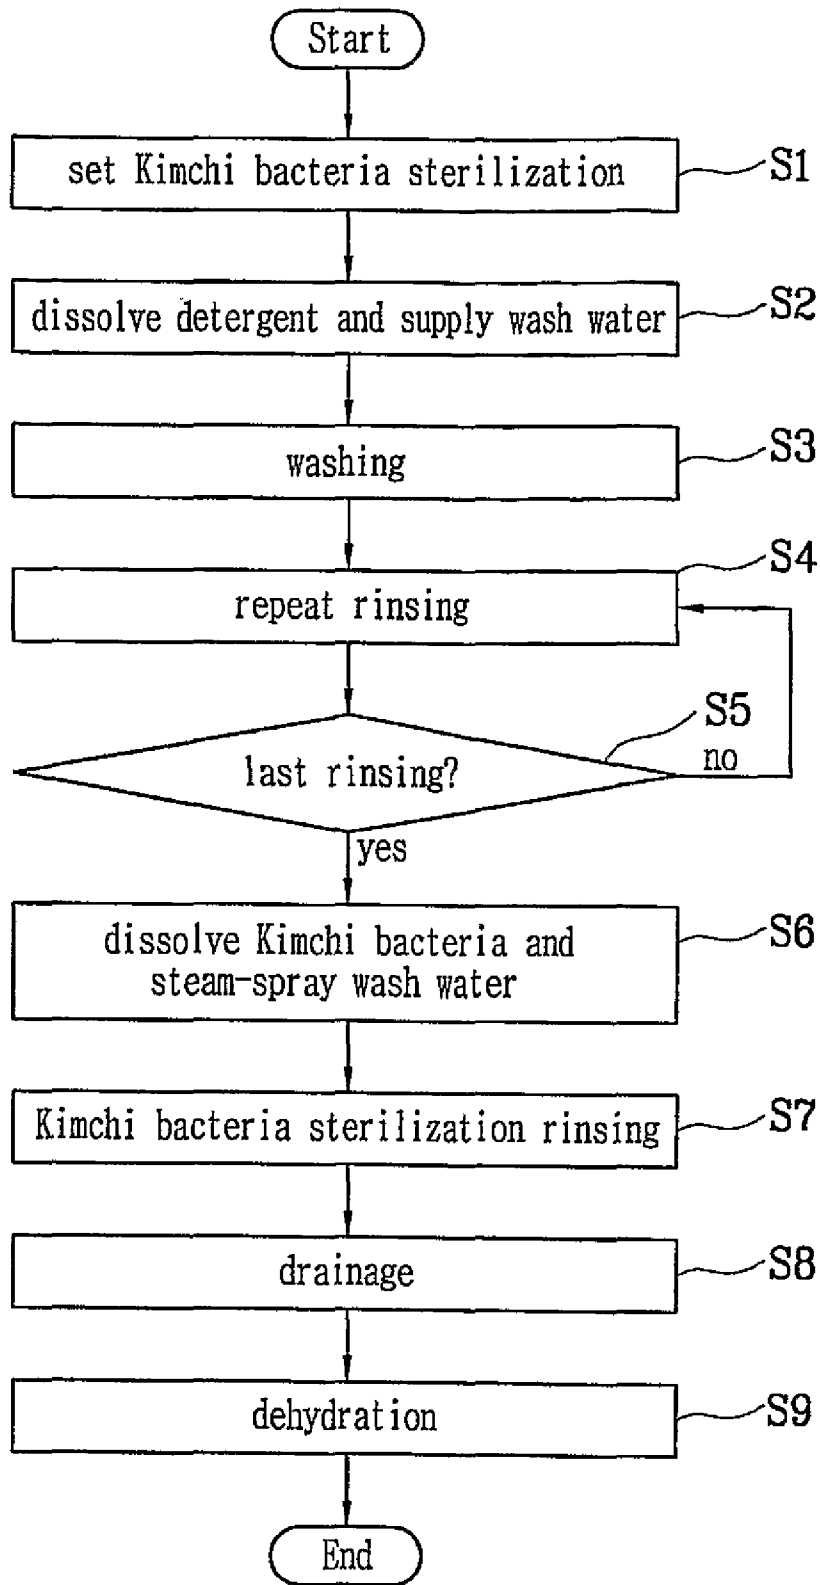 Start
set Kimchi bacteria sterilization
S1
dissolve detergent and supply wash water
S2
washing
S3
repeat rinsing
S4
last rinsing?
S5
no
yes
dissolve Kimchi bacteria and
steam-spray wash water
S6
Kimchi bacteria sterilization rinsing
S7
drainage
S8
dehydration
S9
End